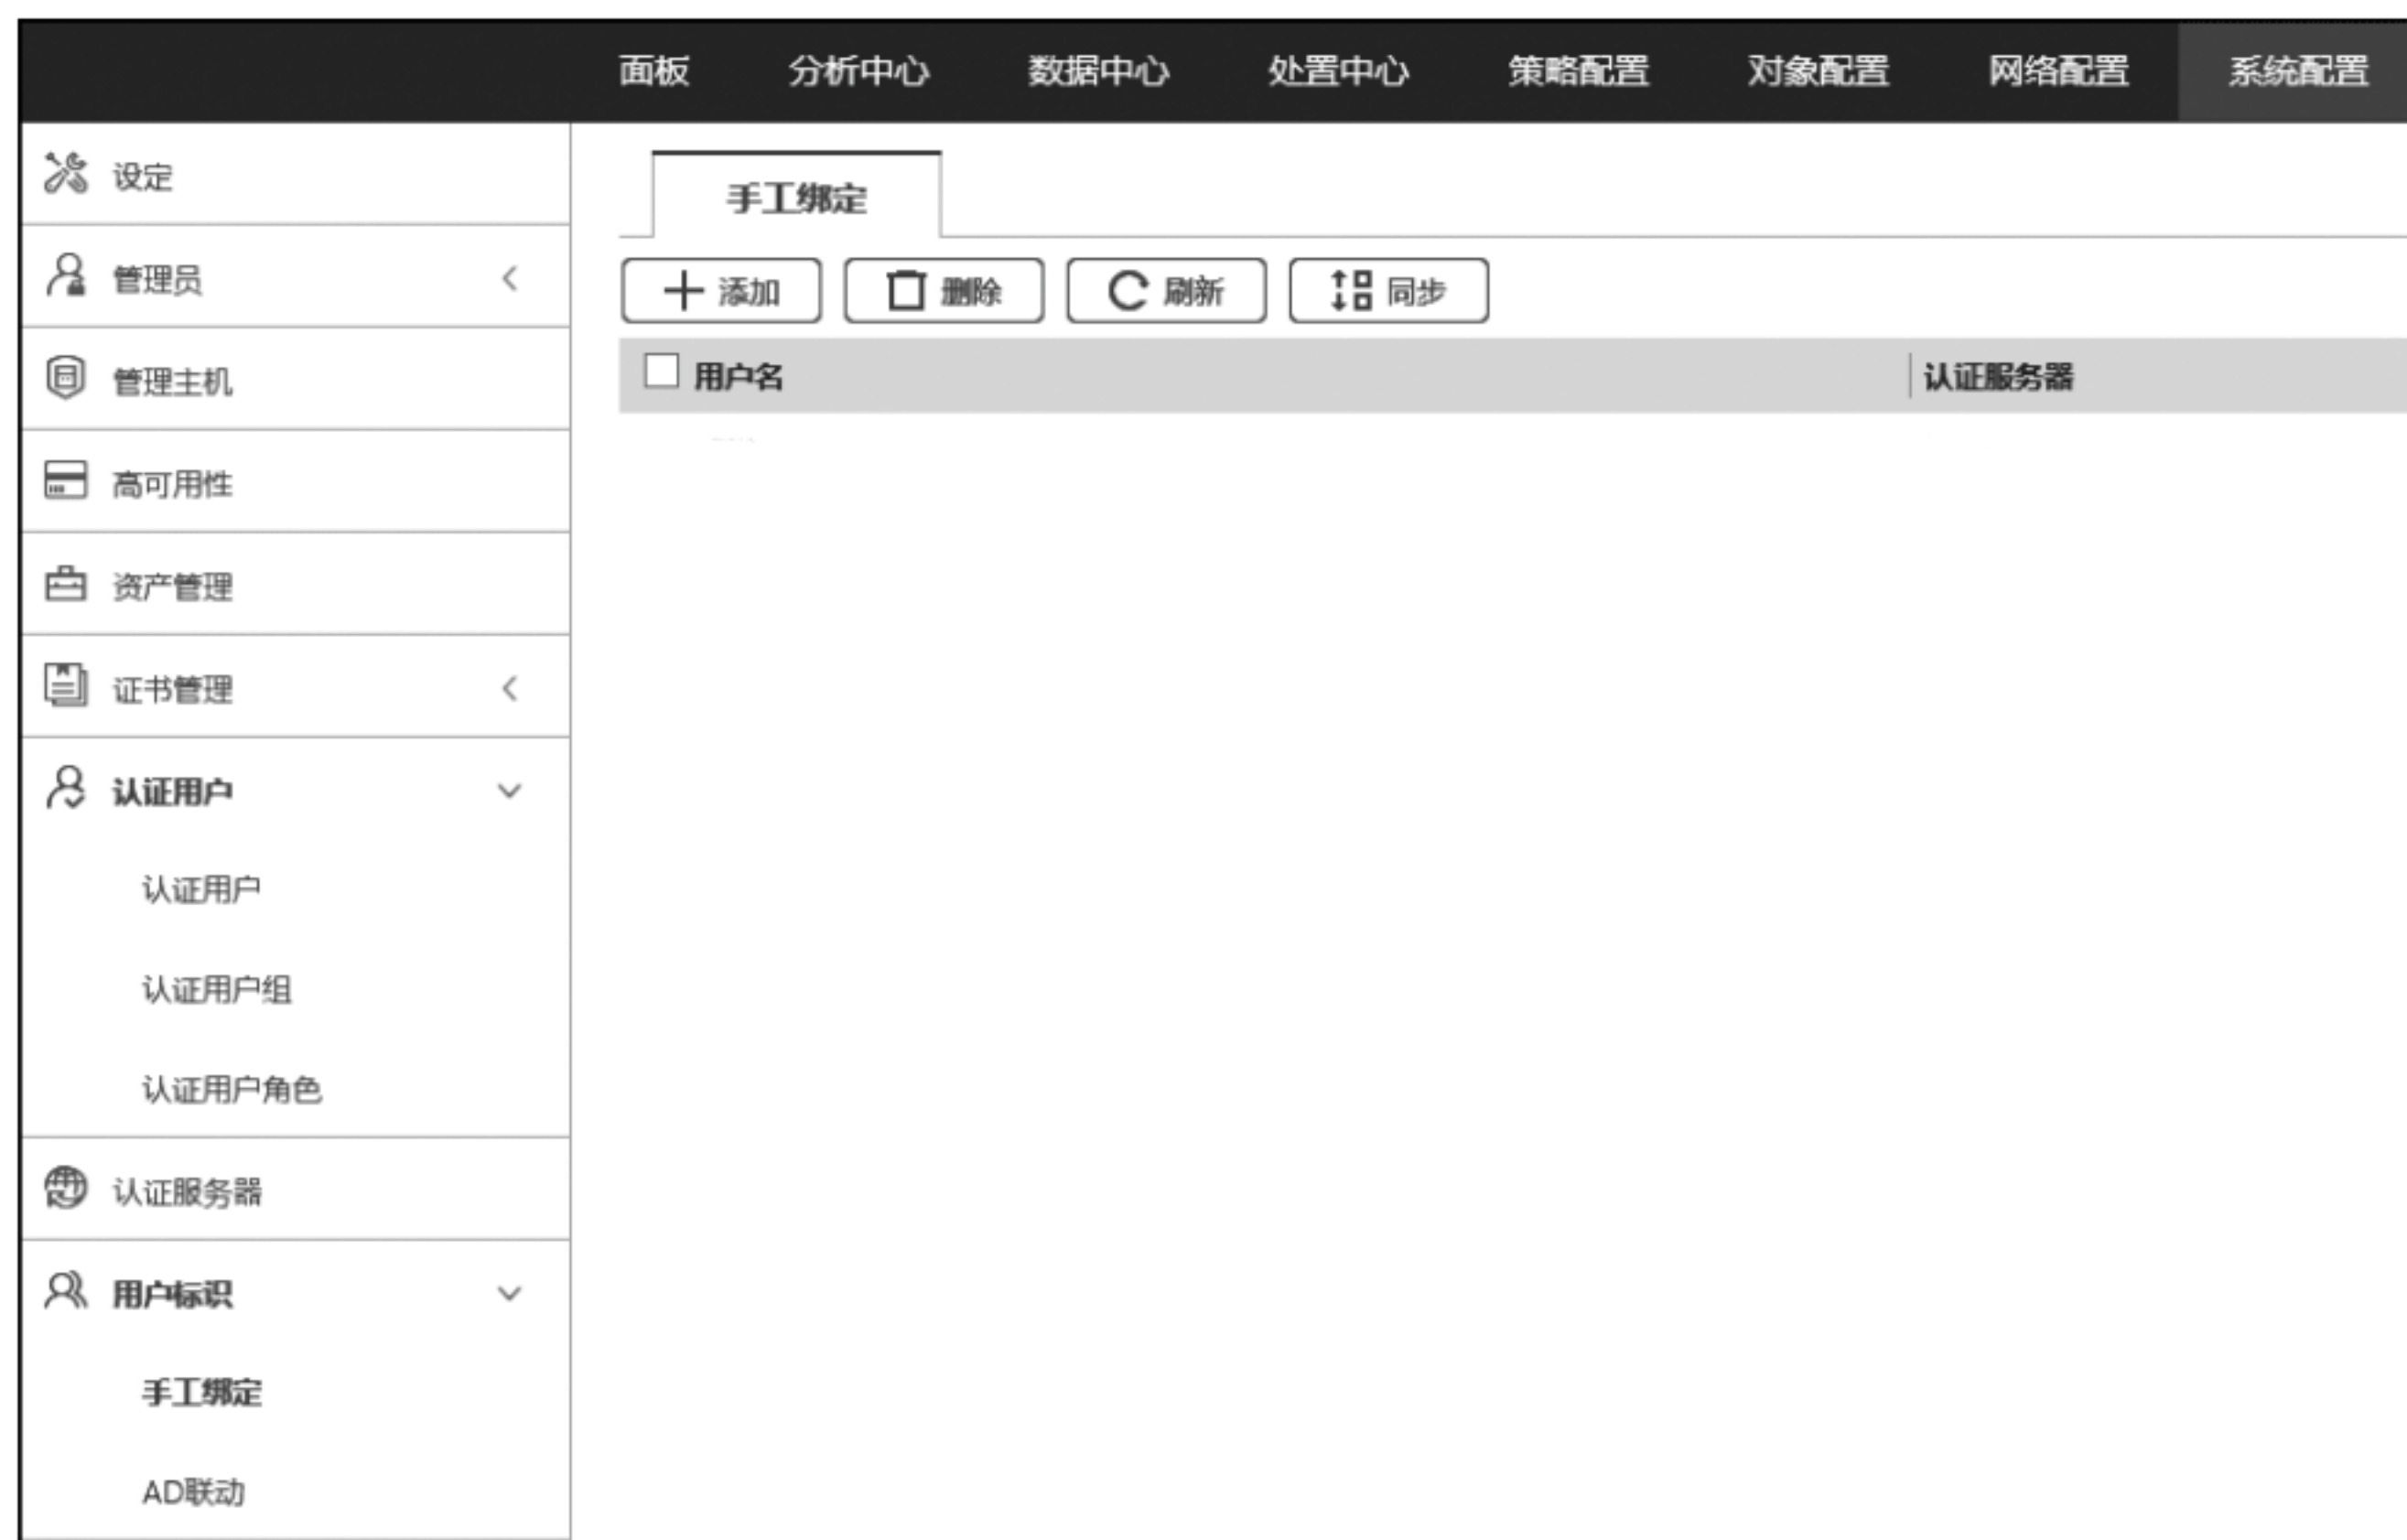 面板 分析中心 数据中心 处置中心 策略配置 对象配置 网络配置 系统配置
设定
管理员
管理主机
高可用性
资产管理
证书管理
认证用户
认证用户
认证用户组
认证用户角色
认证服务器
用户标识
手工绑定
AD联动
手工绑定
添加 删除 刷新 同步
用户名 认证服务器